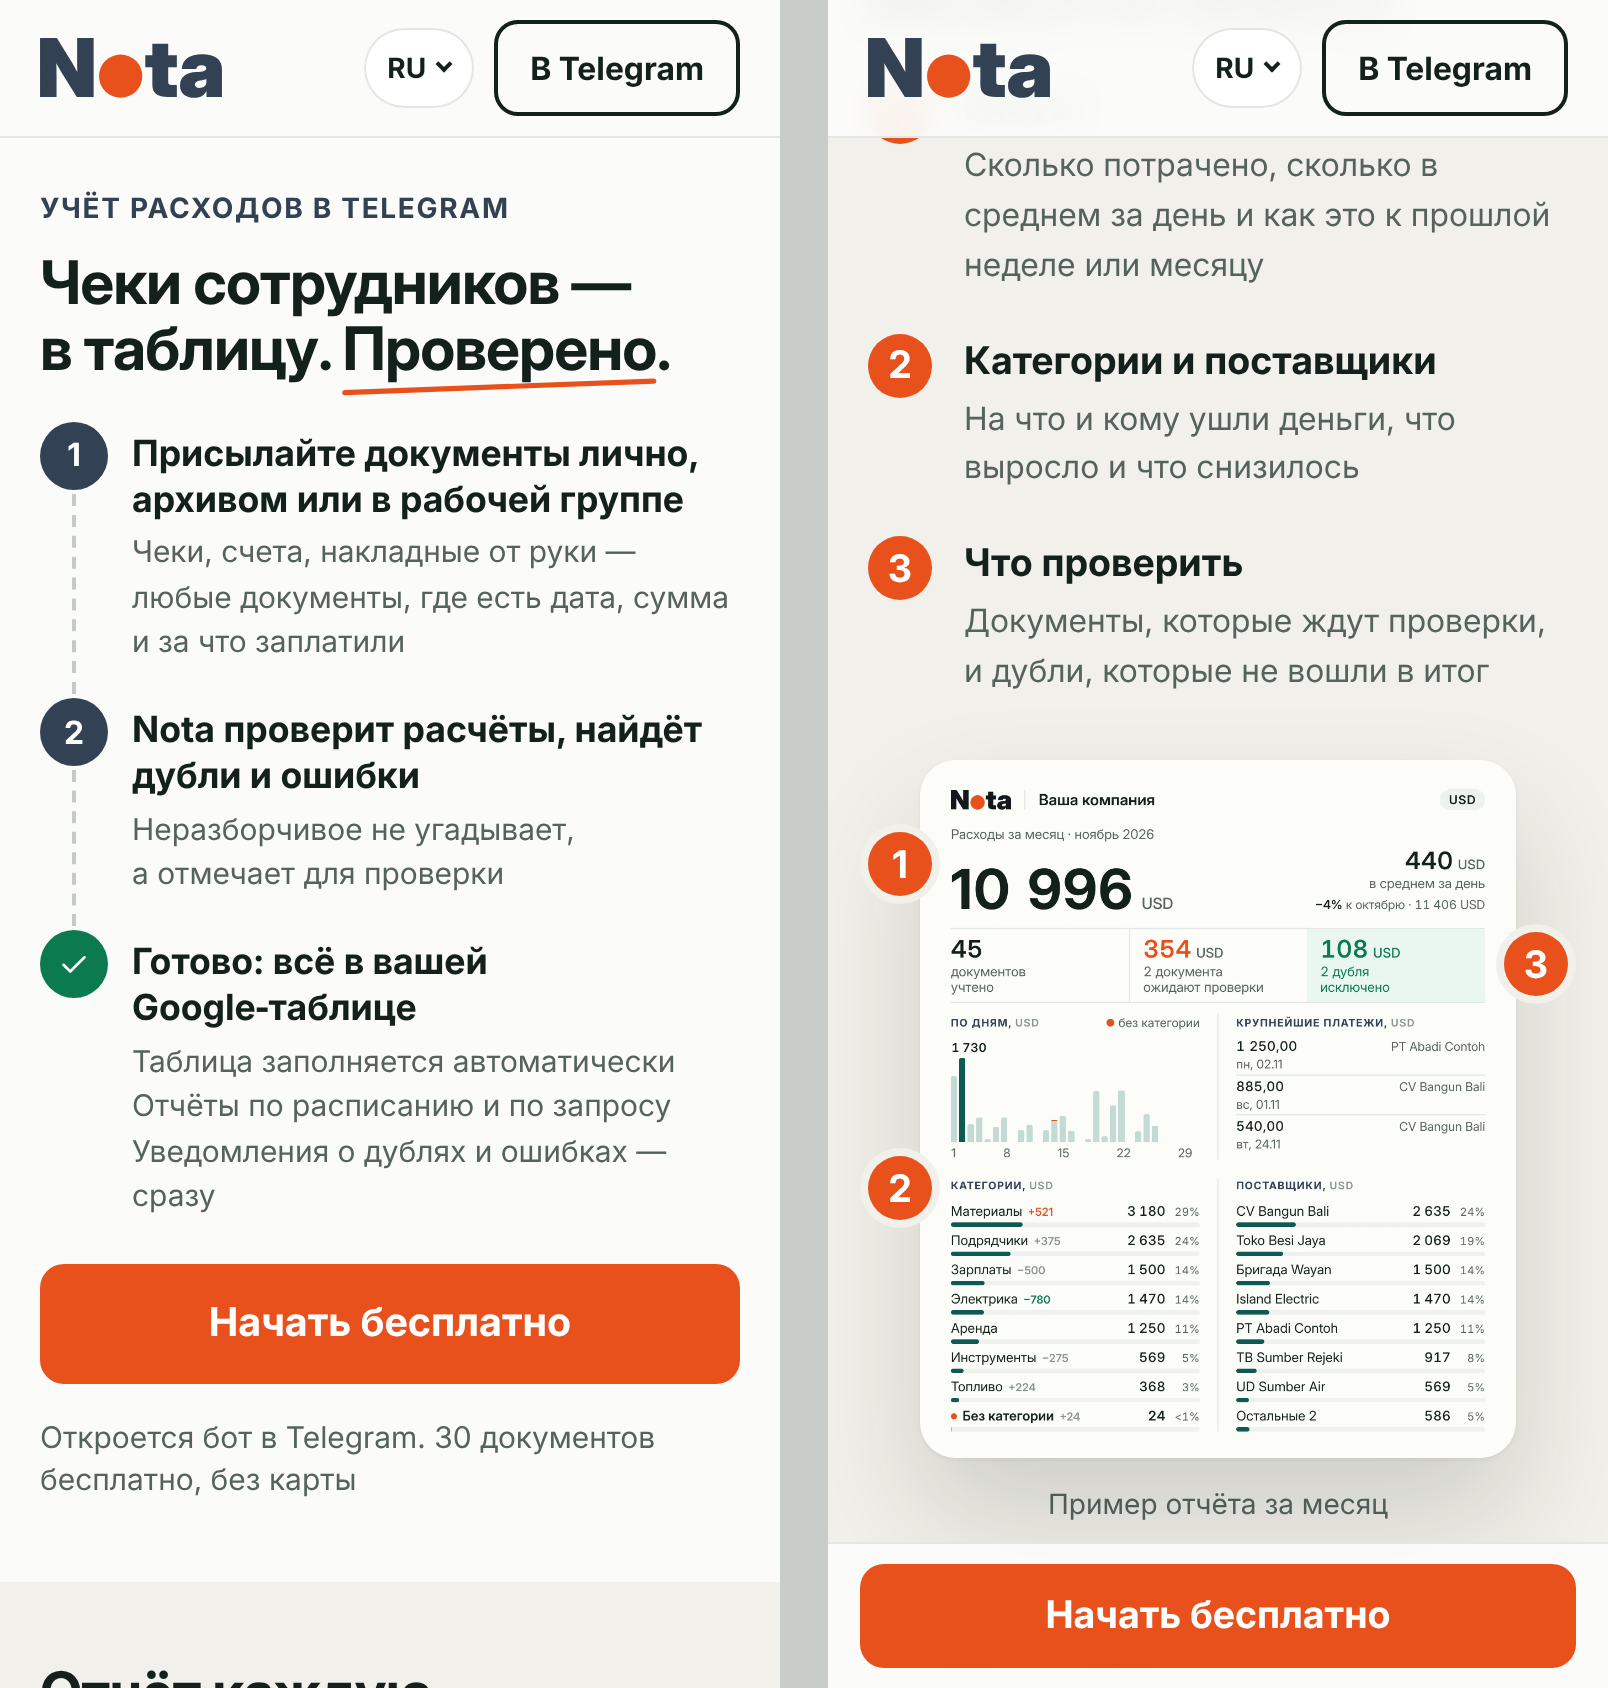 Nota
RU
В Telegram
УЧЁТ РАСХОДОВ В TELEGRAM
Чеки сотрудников —
в таблицу. Проверено.
1
Присылайте документы лично,
архивом или в рабочей группе
Чеки, счета, накладные от руки —
любые документы, где есть дата, сумма
и за что заплатили
2
Nota проверит расчёты, найдёт
дубли и ошибки
Неразборчивое не угадывает,
а отмечает для проверки
Готово: всё в вашей
Google-таблице
Таблица заполняется автоматически
Отчёты по расписанию и по запросу
Уведомления о дублях и ошибках —
сразу
Начать бесплатно
Откроется бот в Telegram. 30 документов
бесплатно, без карты
Отчёт каждую
Nota
RU
В Telegram
Сколько потрачено, сколько в
среднем за день и как это к прошлой
неделе или месяцу
2
Категории и поставщики
На что и кому ушли деньги, что
выросло и что снизилось
3
Что проверить
Документы, которые ждут проверки,
и дубли, которые не вошли в итог
Nota Ваша компания USD
Расходы за месяц · ноябрь 2026
1
10 996 USD
440 USD
в среднем за день
−4% к октябрю · 11 406 USD
45
документов
учтено
354 USD
2 документа
ожидают проверки
108 USD
2 дубля
исключено
3
ПО ДНЯМ, USD
без категории
1 730
1 8 15 22 29
КРУПНЕЙШИЕ ПЛАТЕЖИ, USD
1 250,00 PT Abadi Contoh
пн, 02.11
885,00 CV Bangun Bali
вс, 01.11
540,00 CV Bangun Bali
вт, 24.11
2
КАТЕГОРИИ, USD
Материалы +521 3 180 29%
Подрядчики +375 2 635 24%
Зарплаты −500 1 500 14%
Электрика −780 1 470 14%
Аренда 1 250 11%
Инструменты −275 569 5%
Топливо +224 368 3%
Без категории +24 24 <1%
ПОСТАВЩИКИ, USD
CV Bangun Bali 2 635 24%
Toko Besi Jaya 2 069 19%
Бригада Wayan 1 500 14%
Island Electric 1 470 14%
PT Abadi Contoh 1 250 11%
TB Sumber Rejeki 917 8%
UD Sumber Air 569 5%
Остальные 2 586 5%
Пример отчёта за месяц
Начать бесплатно